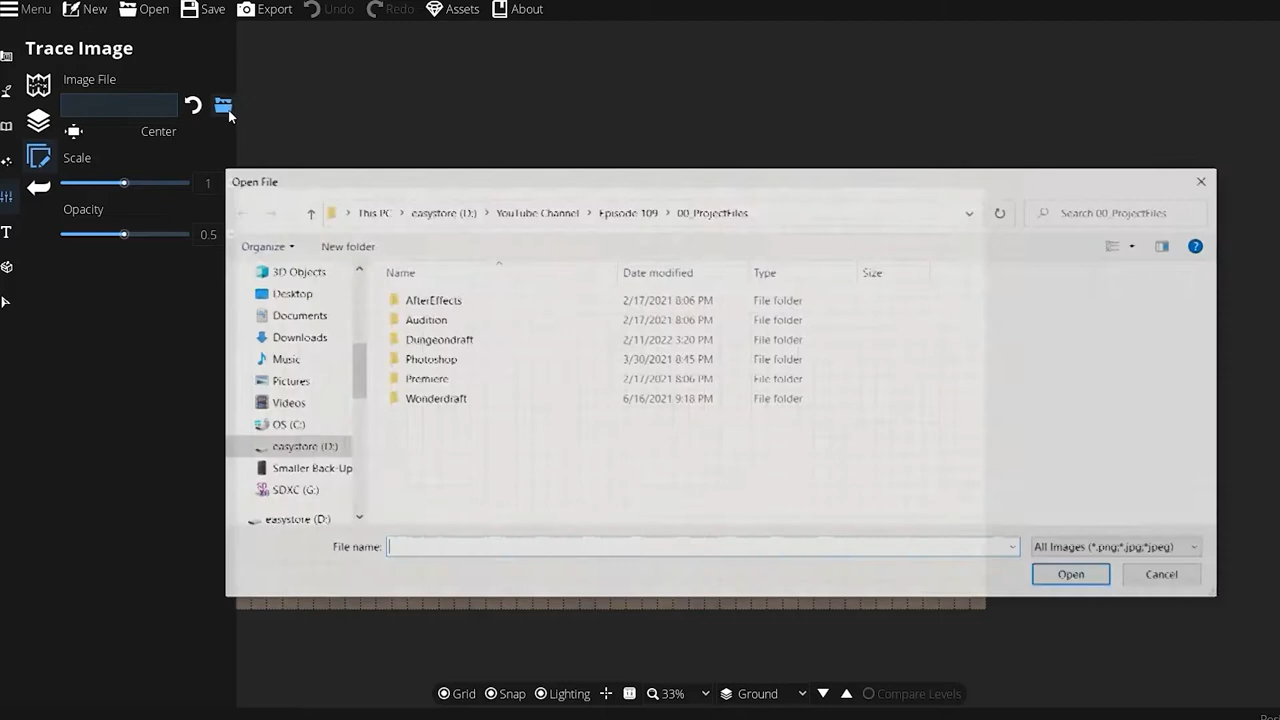 Menu New Open Save Export Undo Redo Assets About
Trace Image
Image File
Center
Scale
1
Opacity
0.5
Open File
This PC easystore (D:) YouTube Channel Episode 109 00_ProjectFiles Search 00_ProjectFiles
Organize New folder
3D Objects
Desktop
Documents
Downloads
Music
Pictures
Videos
OS (C:)
easystore (D:)
Smaller Back-Up
SDXC (G:)
easystore (D:)
Name Date modified Type Size
AfterEffects 2/17/2021 8:06 PM File folder
Audition 2/17/2021 8:06 PM File folder
Dungeondraft 2/11/2022 3:20 PM File folder
Photoshop 3/30/2021 8:45 PM File folder
Premiere 2/17/2021 8:06 PM File folder
Wonderdraft 6/16/2021 9:18 PM File folder
File name: All Images (*.png;*.jpg;*jpeg)
Open Cancel
Grid Snap Lighting 33% Ground Compare Levels